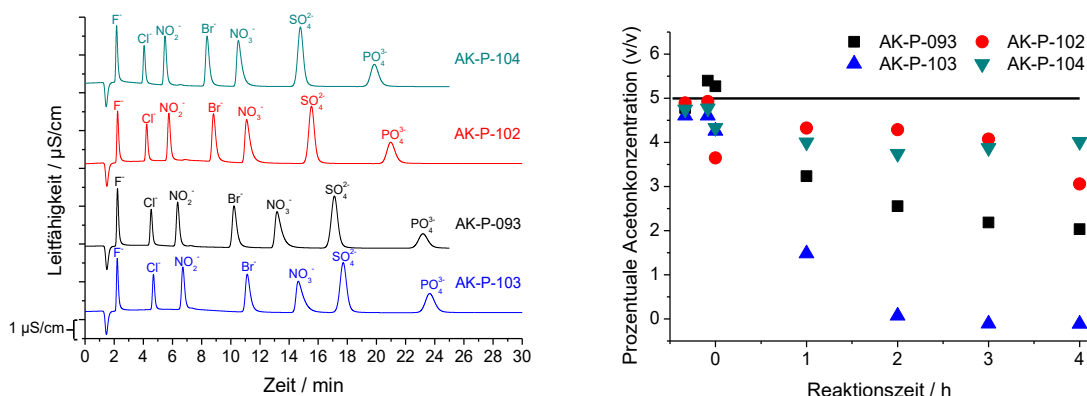 F⁻ Cl⁻ NO₂⁻ Br⁻ NO₃⁻ SO₄²⁻ PO₄³⁻ AK-P-104
F⁻ Cl⁻ NO₂⁻ Br⁻ NO₃⁻ SO₄²⁻ PO₄³⁻ AK-P-102
F⁻ Cl⁻ NO₂⁻ Br⁻ NO₃⁻ SO₄²⁻ PO₄³⁻ AK-P-093
F⁻ Cl⁻ NO₂⁻ Br⁻ NO₃⁻ SO₄²⁻ PO₄³⁻ AK-P-103
Leitfähigkeit / µS/cm
1 µS/cm
0 2 4 6 8 10 12 14 16 18 20 22 24 26 28 30
Zeit / min
Prozentuale Acetonkonzentration (v/v)
AK-P-093 AK-P-102
AK-P-103 AK-P-104
6
5
4
3
2
1
0
0 1 2 3 4
Reaktionszeit / h